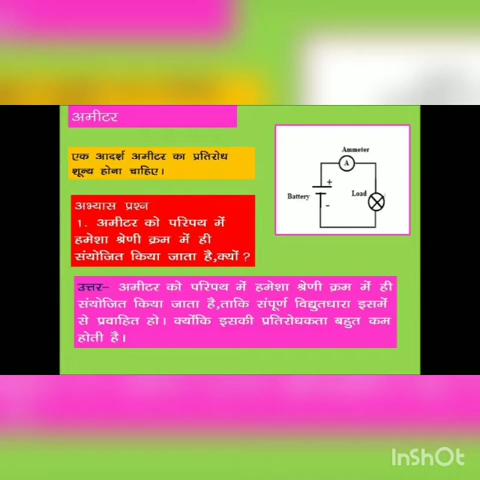 अमीटर
एक आदर्श अमीटर का प्रतिरोध
शून्य होना चाहिए।
अभ्यास प्रश्न
1. अमीटर को परिपथ में
हमेशा श्रेणी क्रम में ही
संयोजित किया जाता है,क्यों ?
Ammeter
A
Battery
+
-
Load
उत्तर– अमीटर को परिपथ में हमेशा श्रेणी क्रम में ही
संयोजित किया जाता है,ताकि संपूर्ण विद्युतधारा इसमें
से प्रवाहित हो। क्योंकि इसकी प्रतिरोधकता बहुत कम
होती है।
InShOt